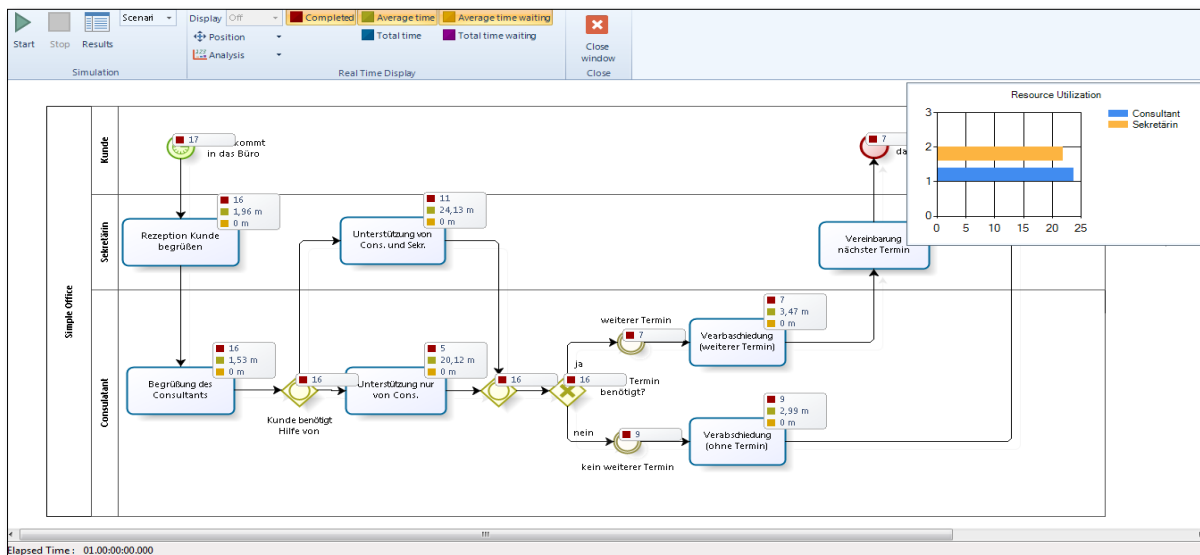 Start
Stop
Results
Scenari
Simulation
Display Off
Position
Analysis
Completed
Average time
Average time waiting
Total time
Total time waiting
Real Time Display
Close
window
Close
Resource Utilization
3
2
1
0
0 5 10 15 20 25
Consultant
Sekretärin
Simple Office
Kunde
Sekretärin
Consulatant
17
kommt
in das Büro
7
da
16
1,96 m
0 m
Rezeption Kunde
begrüßen
11
24,13 m
0 m
Unterstützung von
Cons. und Sekr.
Vereinbarung
nächster Termin
16
1,53 m
0 m
Begrüßung des
Consultants
16
Kunde benötigt
Hilfe von
5
20,12 m
0 m
Unterstützung nur
von Cons.
16
16
Termin
benötigt?
ja
nein
weiterer Termin
7
7
3,47 m
0 m
Vearbaschiedung
(weiterer Termin)
9
kein weiterer Termin
9
2,99 m
0 m
Verabschiedung
(ohne Termin)
Elapsed Time : 01.00:00:00.000